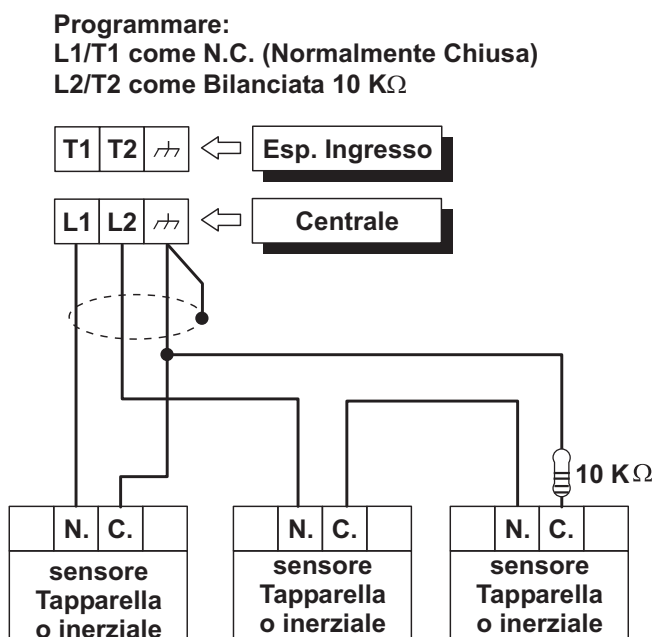 Programmare:
L1/T1 come N.C. (Normalmente Chiusa)
L2/T2 come Bilanciata 10 KΩ
T1 T2 Esp. Ingresso
L1 L2 Centrale
10 KΩ
N. C. N. C. N. C.
sensore sensore sensore
Tapparella Tapparella Tapparella
o inerziale o inerziale o inerziale